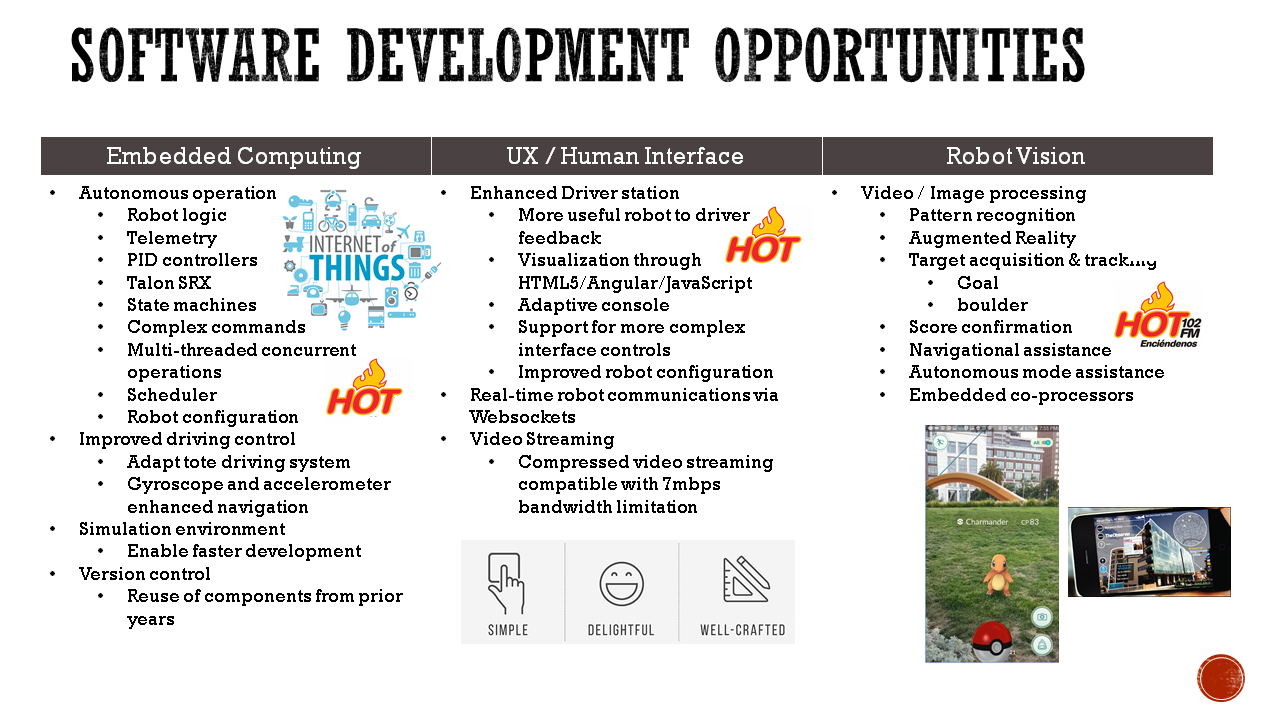 SOFTWARE DEVELOPMENT OPPORTUNITIES
Embedded Computing
• Autonomous operation
• Robot logic
• Telemetry
• PID controllers
• Talon SRX
• State machines
• Complex commands
• Multi-threaded concurrent
operations
• Scheduler
• Robot configuration
• Improved driving control
• Adapt tote driving system
• Gyroscope and accelerometer
enhanced navigation
• Simulation environment
• Enable faster development
• Version control
• Reuse of components from prior
years
INTERNET of
THINGS
HOT
UX / Human Interface
• Enhanced Driver station
• More useful robot to driver
feedback
• Visualization through
HTML5/Angular/JavaScript
• Adaptive console
• Support for more complex
interface controls
• Improved robot configuration
• Real-time robot communications via
Websockets
• Video Streaming
• Compressed video streaming
compatible with 7mbps
bandwidth limitation
HOT
SIMPLE
DELIGHTFUL
WELL-CRAFTED
Robot Vision
• Video / Image processing
• Pattern recognition
• Augmented Reality
• Target acquisition & tracking
• Goal
• boulder
• Score confirmation
• Navigational assistance
• Autonomous mode assistance
• Embedded co-processors
HOT 102
FM
Enciéndenos
AR
Charmander / CP83